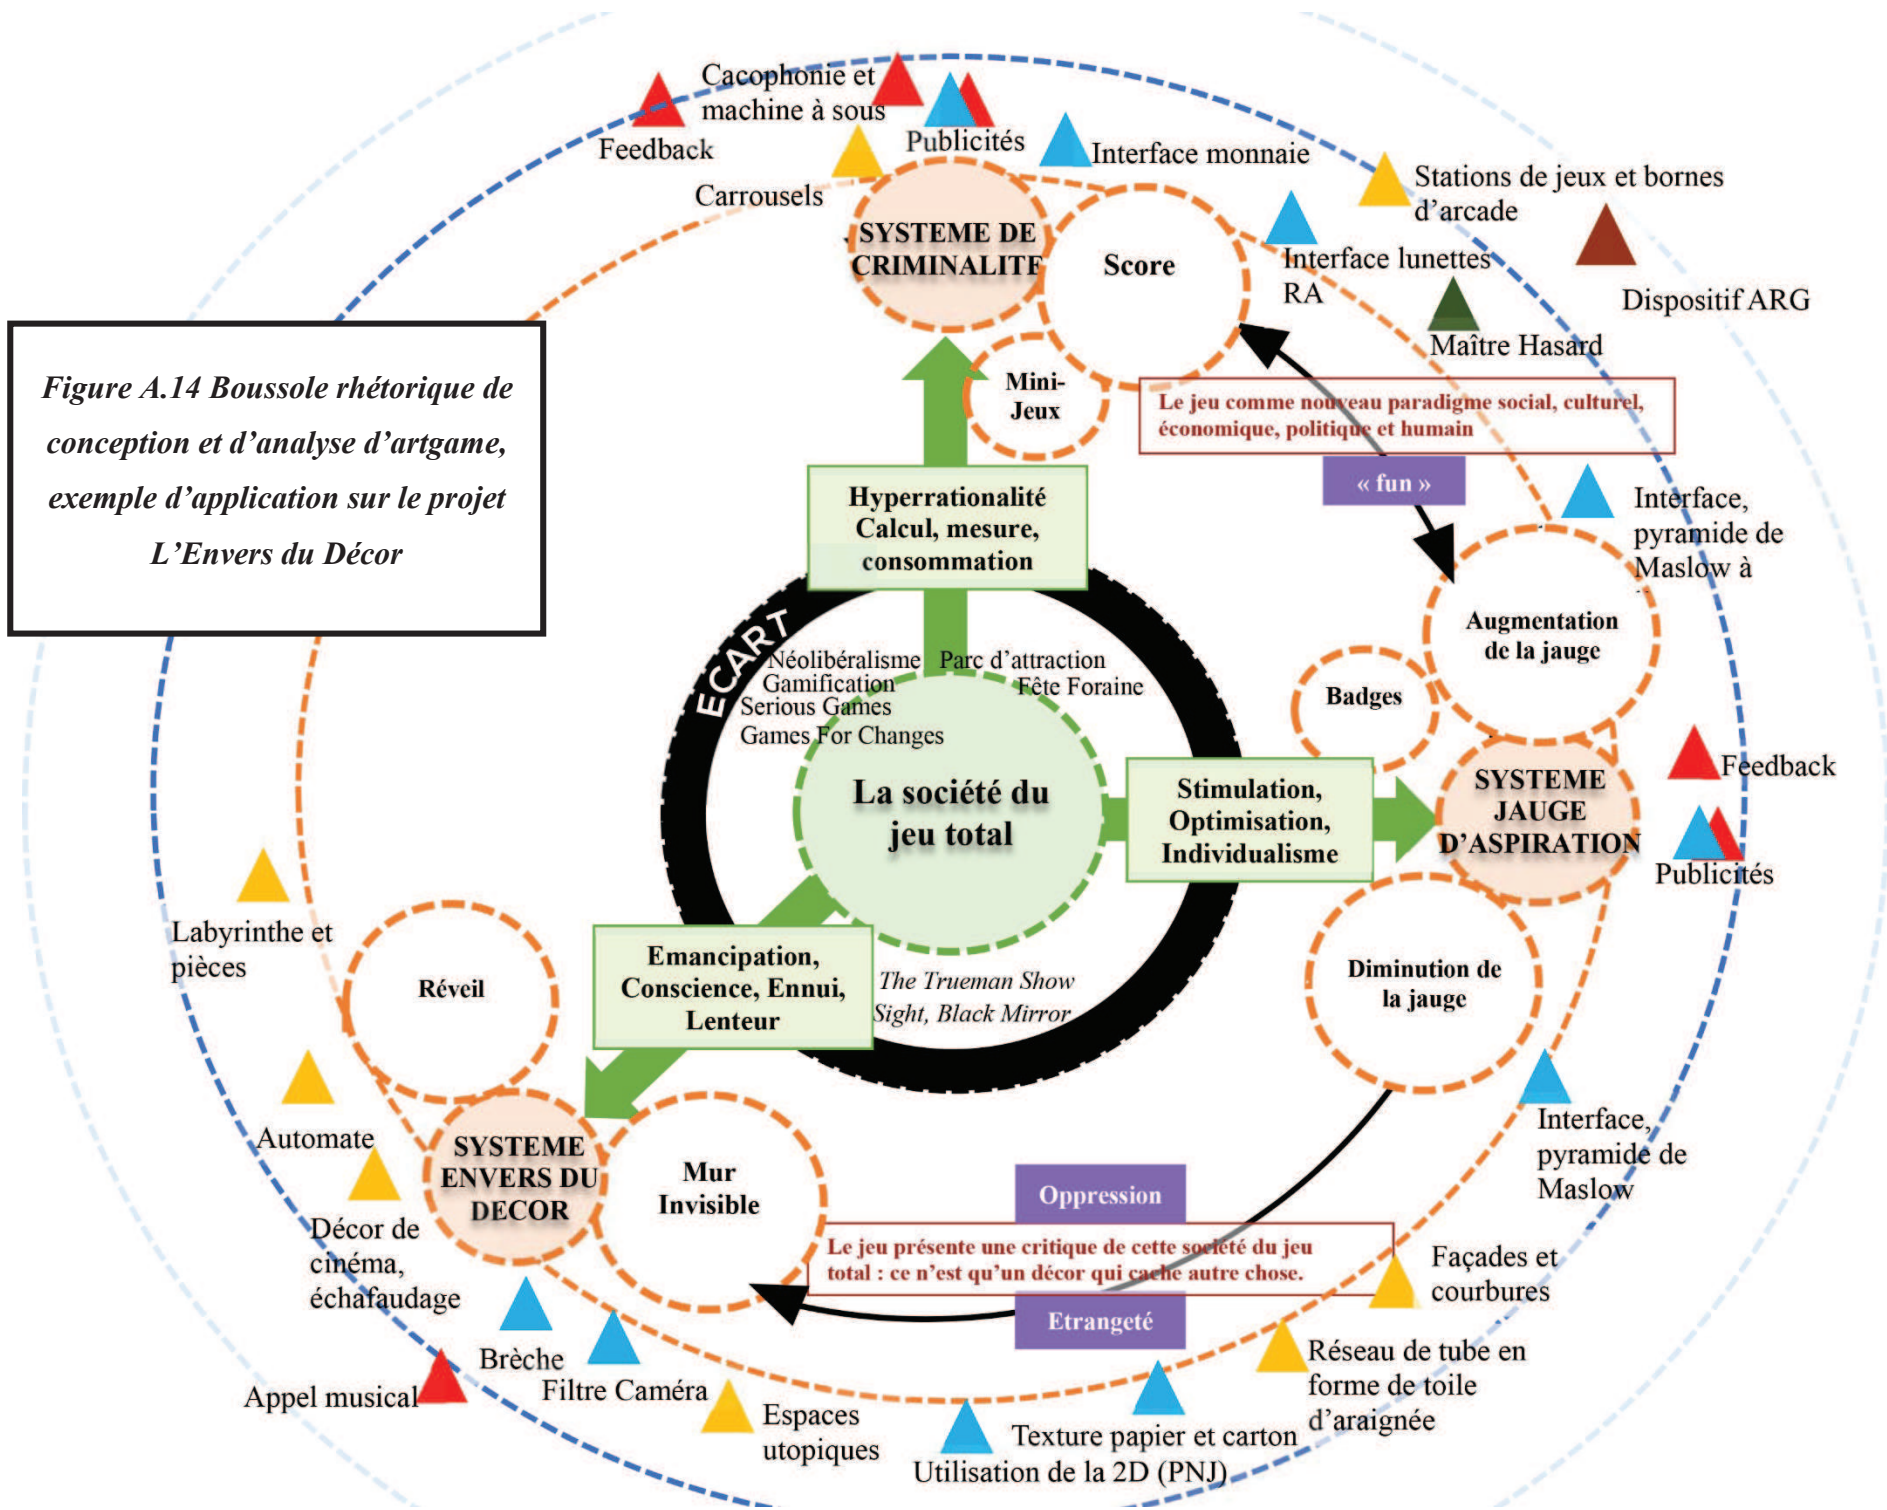 Cacophonie et
machine à sous
Feedback
Publicités
Interface monnaie
Carrousels
Stations de jeux et bornes
d'arcade
SYSTEME DE
CRIMINALITE
Score
Interface lunettes
RA
Dispositif ARG
Maître Hasard
Figure A.14 Boussole rhétorique de
conception et d'analyse d'artgame,
exemple d'application sur le projet
L'Envers du Décor
Mini-
Jeux
Le jeu comme nouveau paradigme social, culturel,
économique, politique et humain
« fun »
Hyperrationalité
Calcul, mesure,
consommation
Interface,
pyramide de
Maslow à
ECART
Néolibéralisme
Gamification
Serious Games
Games For Changes
Parc d'attraction
Fête Foraine
Augmentation
de la jauge
Badges
La société du
jeu total
Stimulation,
Optimisation,
Individualisme
SYSTEME
JAUGE
D'ASPIRATION
Feedback
Publicités
Labyrinthe et
pièces
Réveil
Emancipation,
Conscience, Ennui,
Lenteur
The Trueman Show
Sight, Black Mirror
Diminution de
la jauge
Automate
SYSTEME
ENVERS DU
DECOR
Mur
Invisible
Oppression
Interface,
pyramide de
Maslow
Le jeu présente une critique de cette société du jeu
total : ce n'est qu'un décor qui cache autre chose.
Etrangeté
Décor de
cinéma,
échafaudage
Façades et
courbures
Brèche
Filtre Caméra
Appel musical
Espaces
utopiques
Réseau de tube en
forme de toile
d'araignée
Texture papier et carton
Utilisation de la 2D (PNJ)